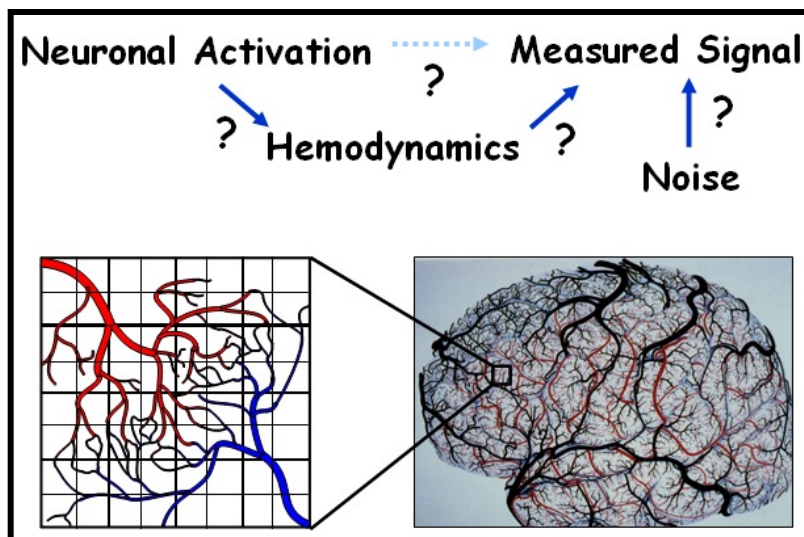 Neuronal Activation Measured Signal
?
? Hemodynamics ? ?
Noise